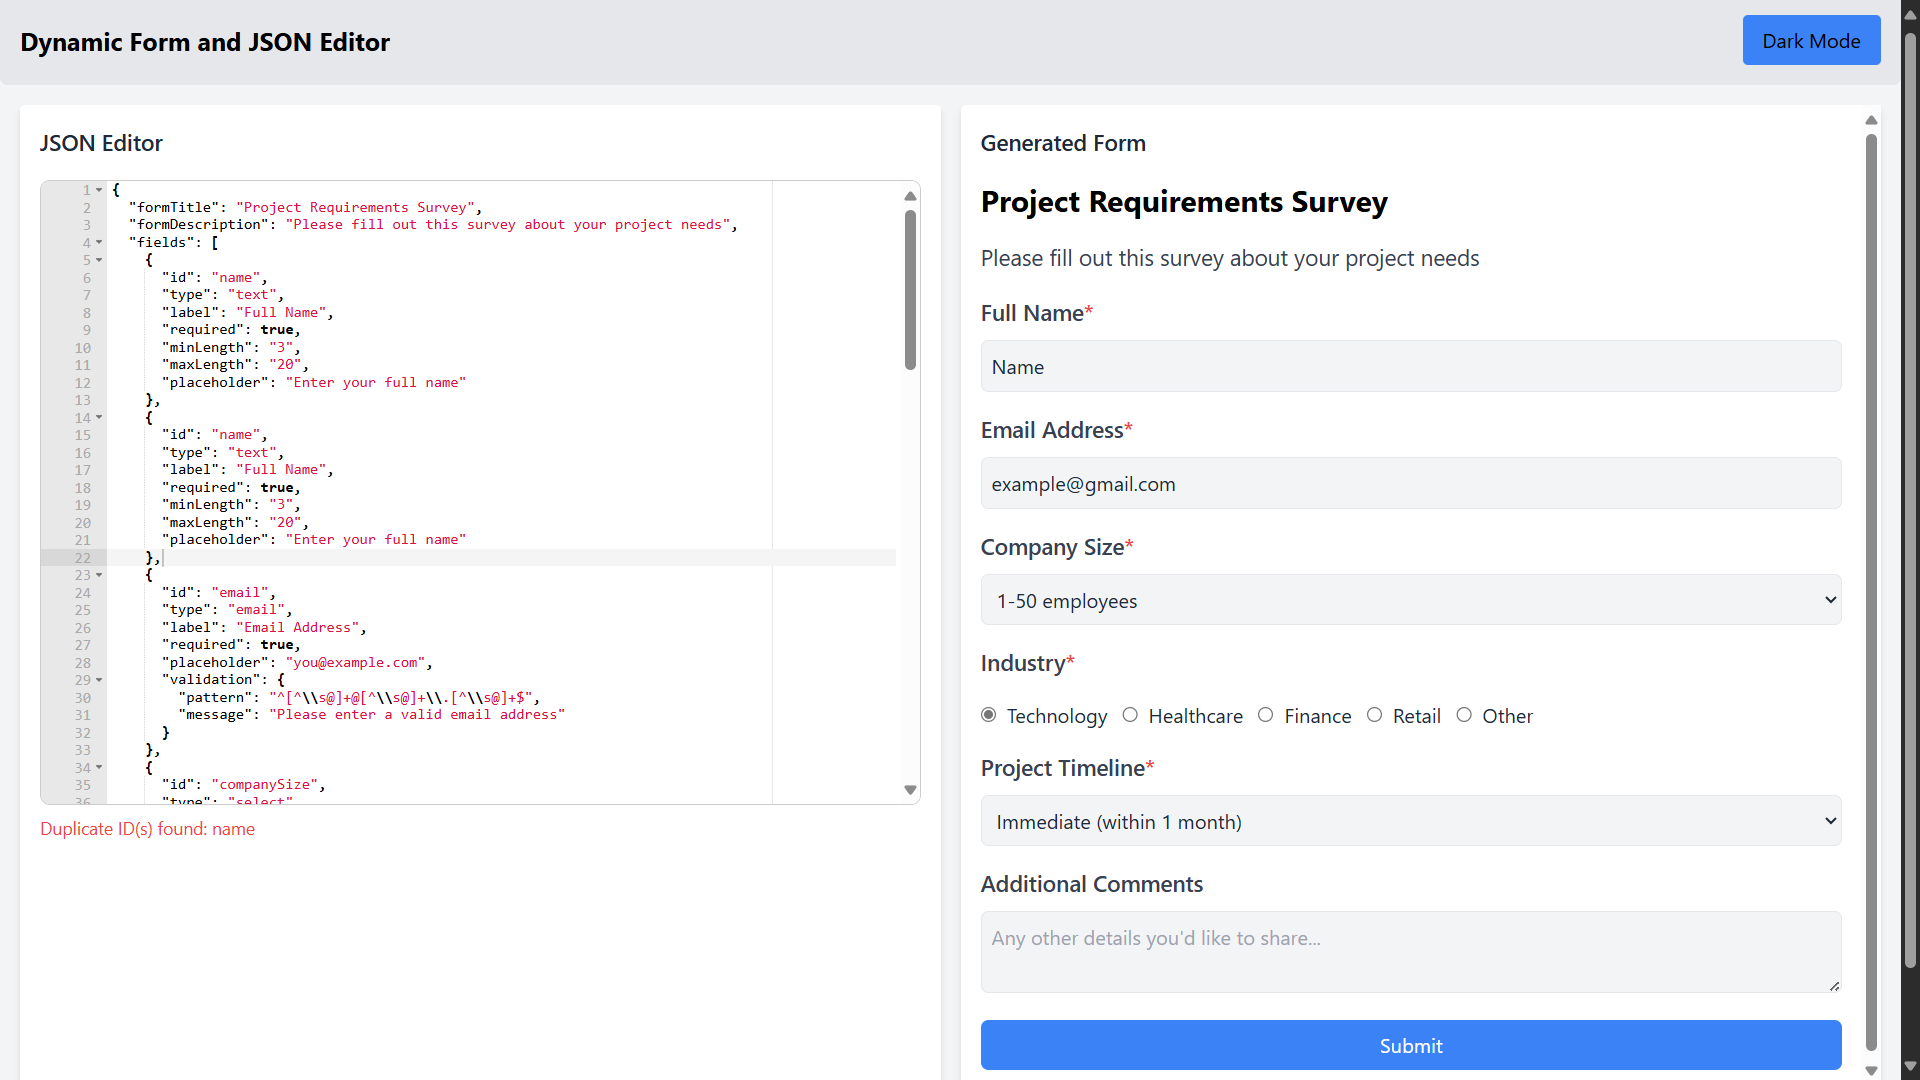 Dynamic Form and JSON Editor
Dark Mode
JSON Editor
1 {
2 "formTitle": "Project Requirements Survey",
3 "formDescription": "Please fill out this survey about your project needs",
4 "fields": [
5 {
6 "id": "name",
7 "type": "text",
8 "label": "Full Name",
9 "required": true,
10 "minLength": "3",
11 "maxLength": "20",
12 "placeholder": "Enter your full name"
13 },
14 {
15 "id": "name",
16 "type": "text",
17 "label": "Full Name",
18 "required": true,
19 "minLength": "3",
20 "maxLength": "20",
21 "placeholder": "Enter your full name"
22 },
23 {
24 "id": "email",
25 "type": "email",
26 "label": "Email Address",
27 "required": true,
28 "placeholder": "you@example.com",
29 "validation": {
30 "pattern": "^[^\\s@]+@[^\\s@]+\\.[^\\s@]+$",
31 "message": "Please enter a valid email address"
32 }
33 },
34 {
35 "id": "companySize",
36 "type": "select"
Duplicate ID(s) found: name
Generated Form
Project Requirements Survey
Please fill out this survey about your project needs
Full Name*
Name
Email Address*
example@gmail.com
Company Size*
1-50 employees
Industry*
Technology Healthcare Finance Retail Other
Project Timeline*
Immediate (within 1 month)
Additional Comments
Any other details you'd like to share...
Submit